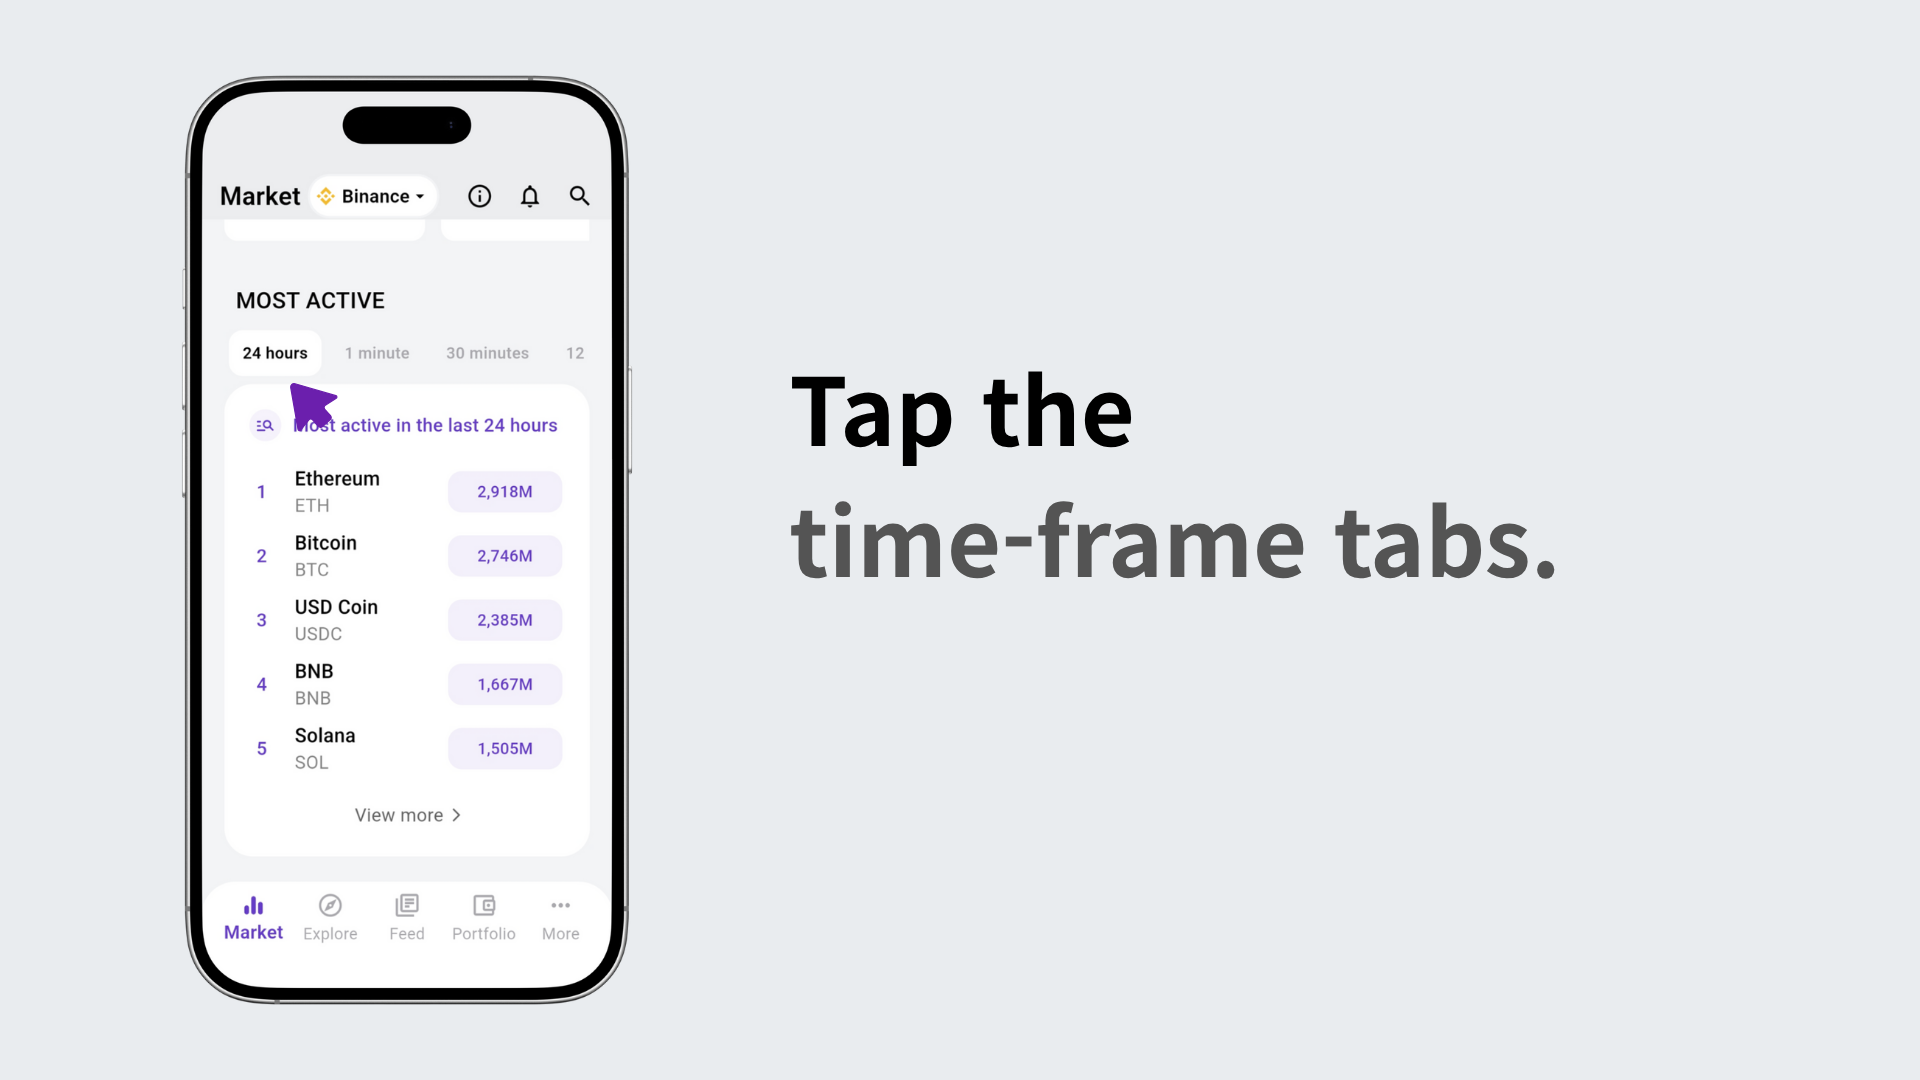 Market
Binance
MOST ACTIVE
24 hours
1 minute
30 minutes
12
Most active in the last 24 hours
1
Ethereum
ETH
2,918M
2
Bitcoin
BTC
2,746M
3
USD Coin
USDC
2,385M
4
BNB
BNB
1,667M
5
Solana
SOL
1,505M
View more
Market
Explore
Feed
Portfolio
More
Tap the
time-frame tabs.